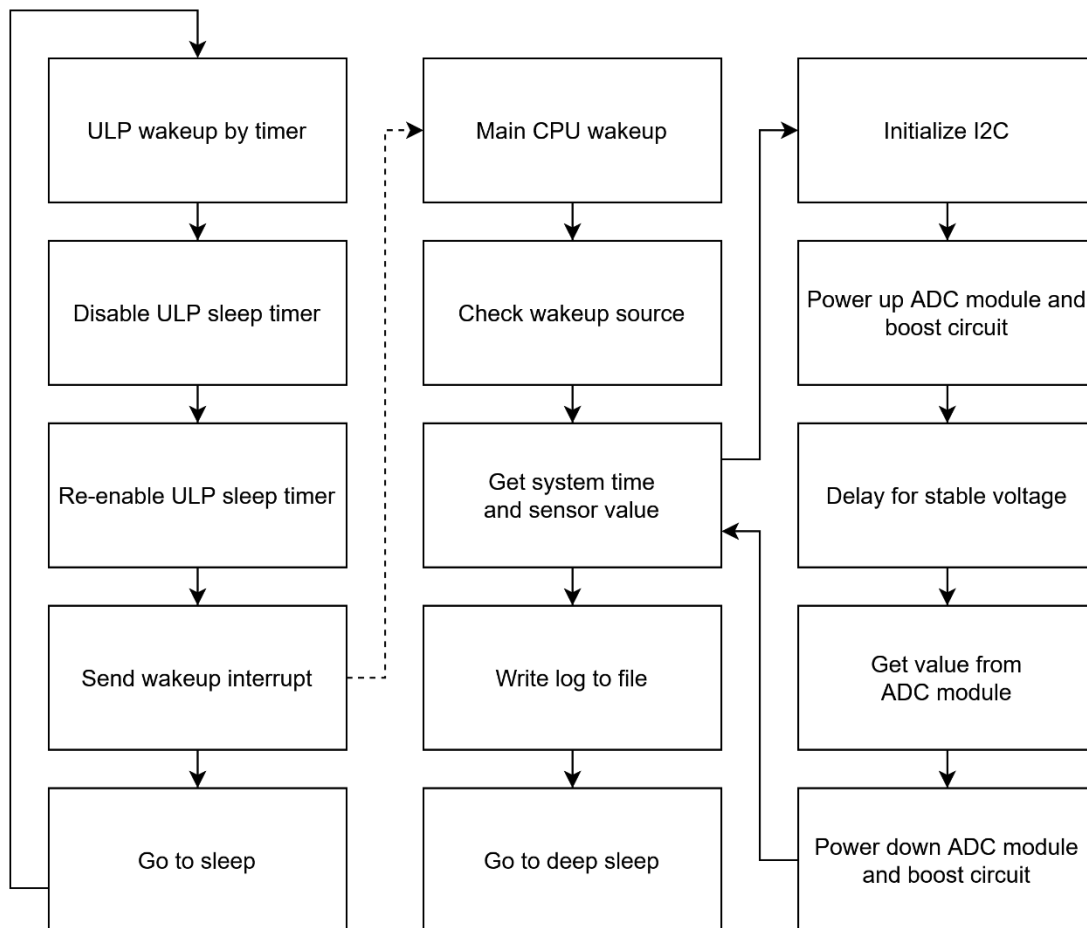 ULP wakeup by timer
Disable ULP sleep timer
Re-enable ULP sleep timer
Send wakeup interrupt
Go to sleep
Main CPU wakeup
Check wakeup source
Get system time
and sensor value
Write log to file
Go to deep sleep
Initialize I2C
Power up ADC module and
boost circuit
Delay for stable voltage
Get value from
ADC module
Power down ADC module
and boost circuit